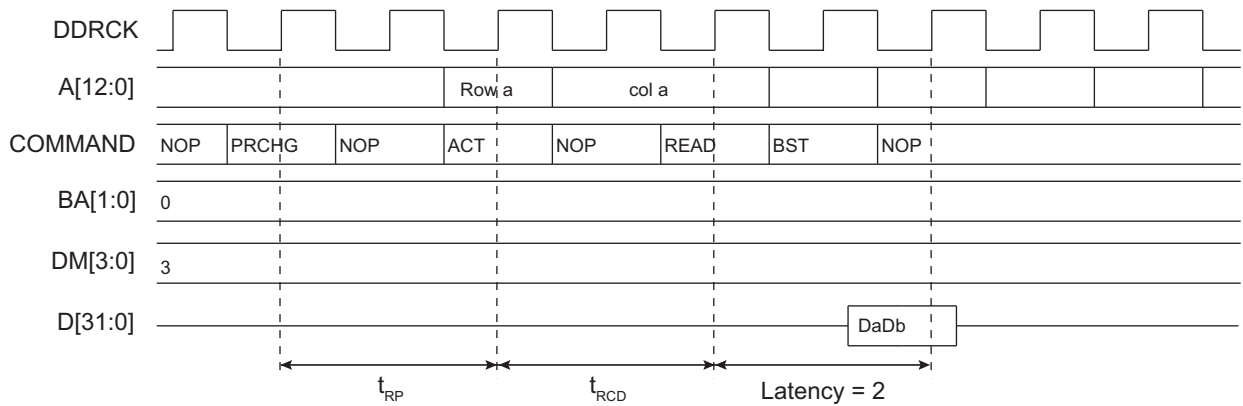 DDRCK
A[12:0] Row a col a
COMMAND NOP PRCHG NOP ACT NOP READ BST NOP
BA[1:0] 0
DM[3:0] 3
D[31:0] DaDb
tRP tRCD Latency = 2